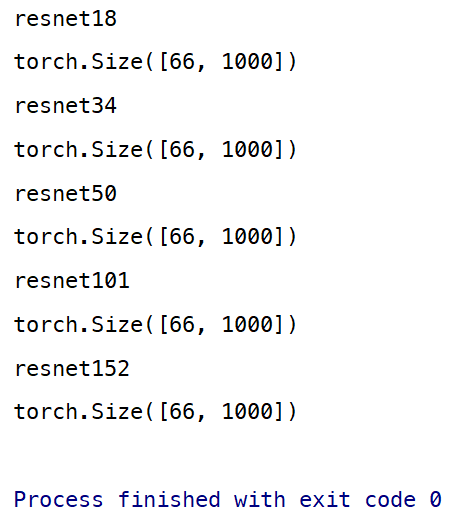 resnet18
torch.Size([66, 1000])
resnet34
torch.Size([66, 1000])
resnet50
torch.Size([66, 1000])
resnet101
torch.Size([66, 1000])
resnet152
torch.Size([66, 1000])
Process finished with exit code 0